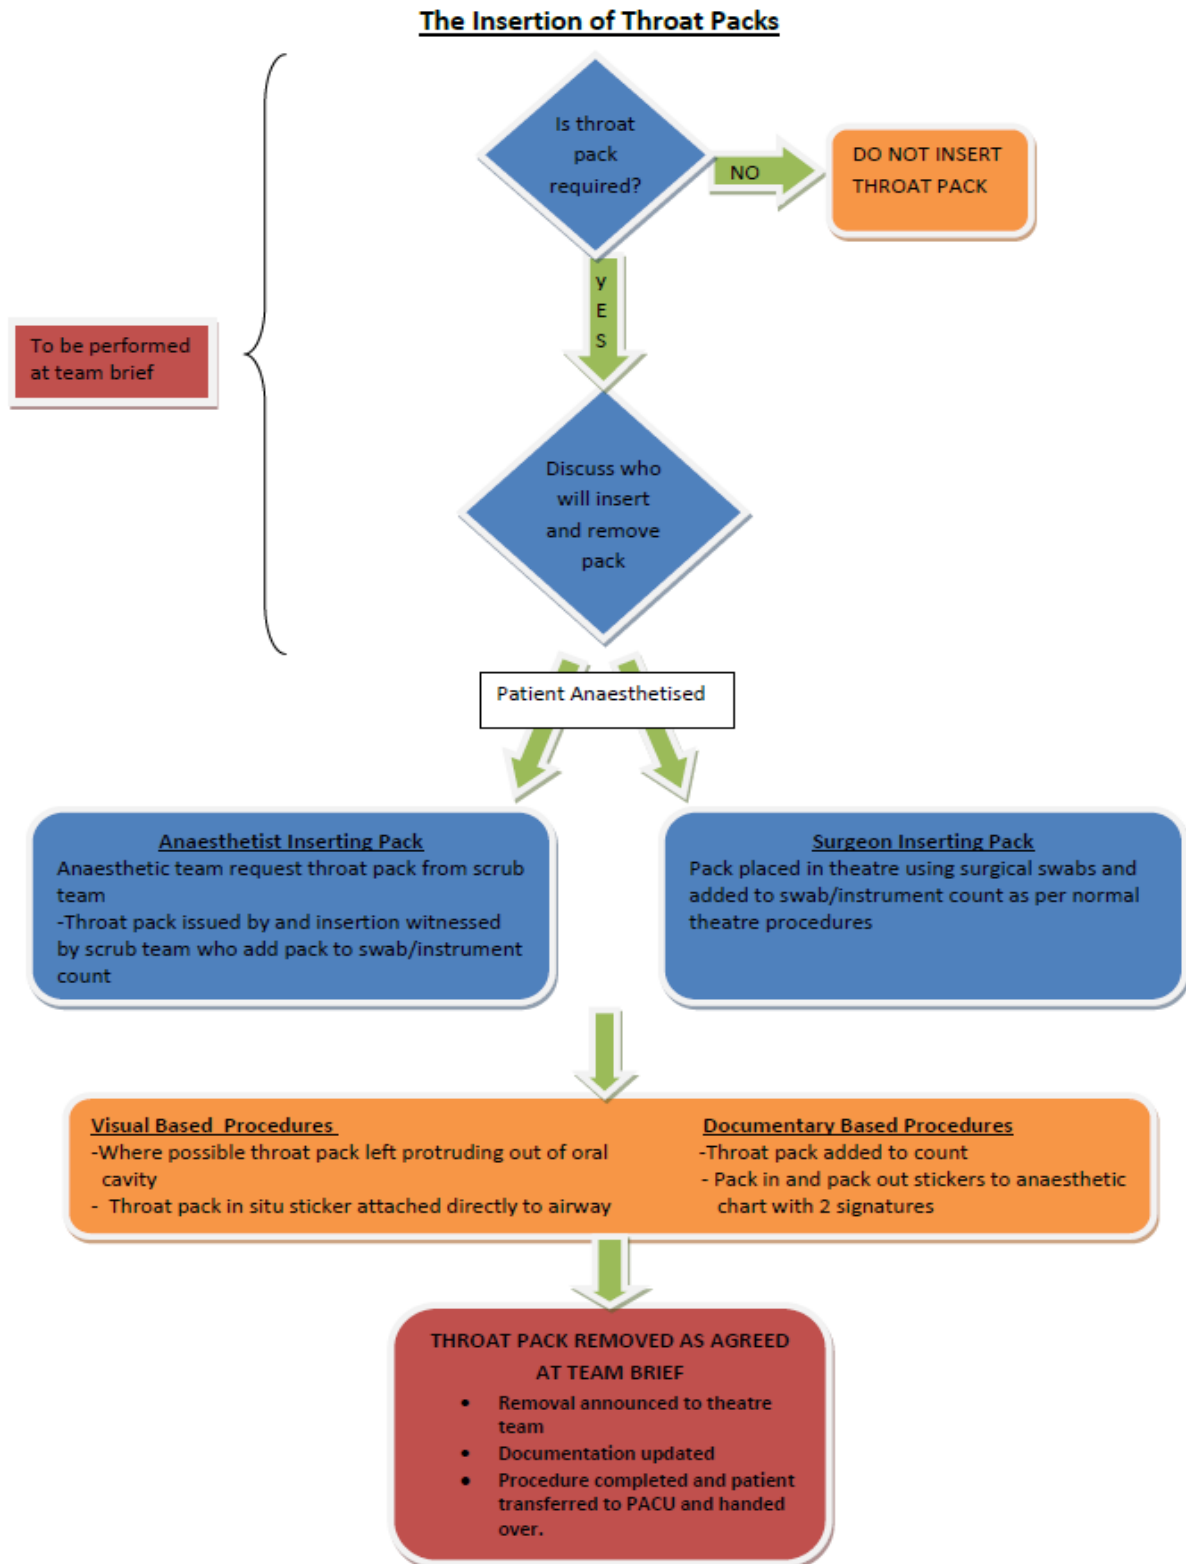 The Insertion of Throat Packs
Is throat
pack
required?
NO
DO NOT INSERT
THROAT PACK
y
E
S
To be performed
at team brief
Discuss who
will insert
and remove
pack
Patient Anaesthetised
Anaesthetist Inserting Pack
Anaesthetic team request throat pack from scrub
team
-Throat pack issued by and insertion witnessed
by scrub team who add pack to swab/instrument
count
Surgeon Inserting Pack
Pack placed in theatre using surgical swabs and
added to swab/instrument count as per normal
theatre procedures
Visual Based  Procedures
-Where possible throat pack left protruding out of oral
cavity
-  Throat pack in situ sticker attached directly to airway
Documentary Based Procedures
-Throat pack added to count
- Pack in and pack out stickers to anaesthetic
chart with 2 signatures
THROAT PACK REMOVED AS AGREED
AT TEAM BRIEF
• Removal announced to theatre
team
• Documentation updated
• Procedure completed and patient
transferred to PACU and handed
over.